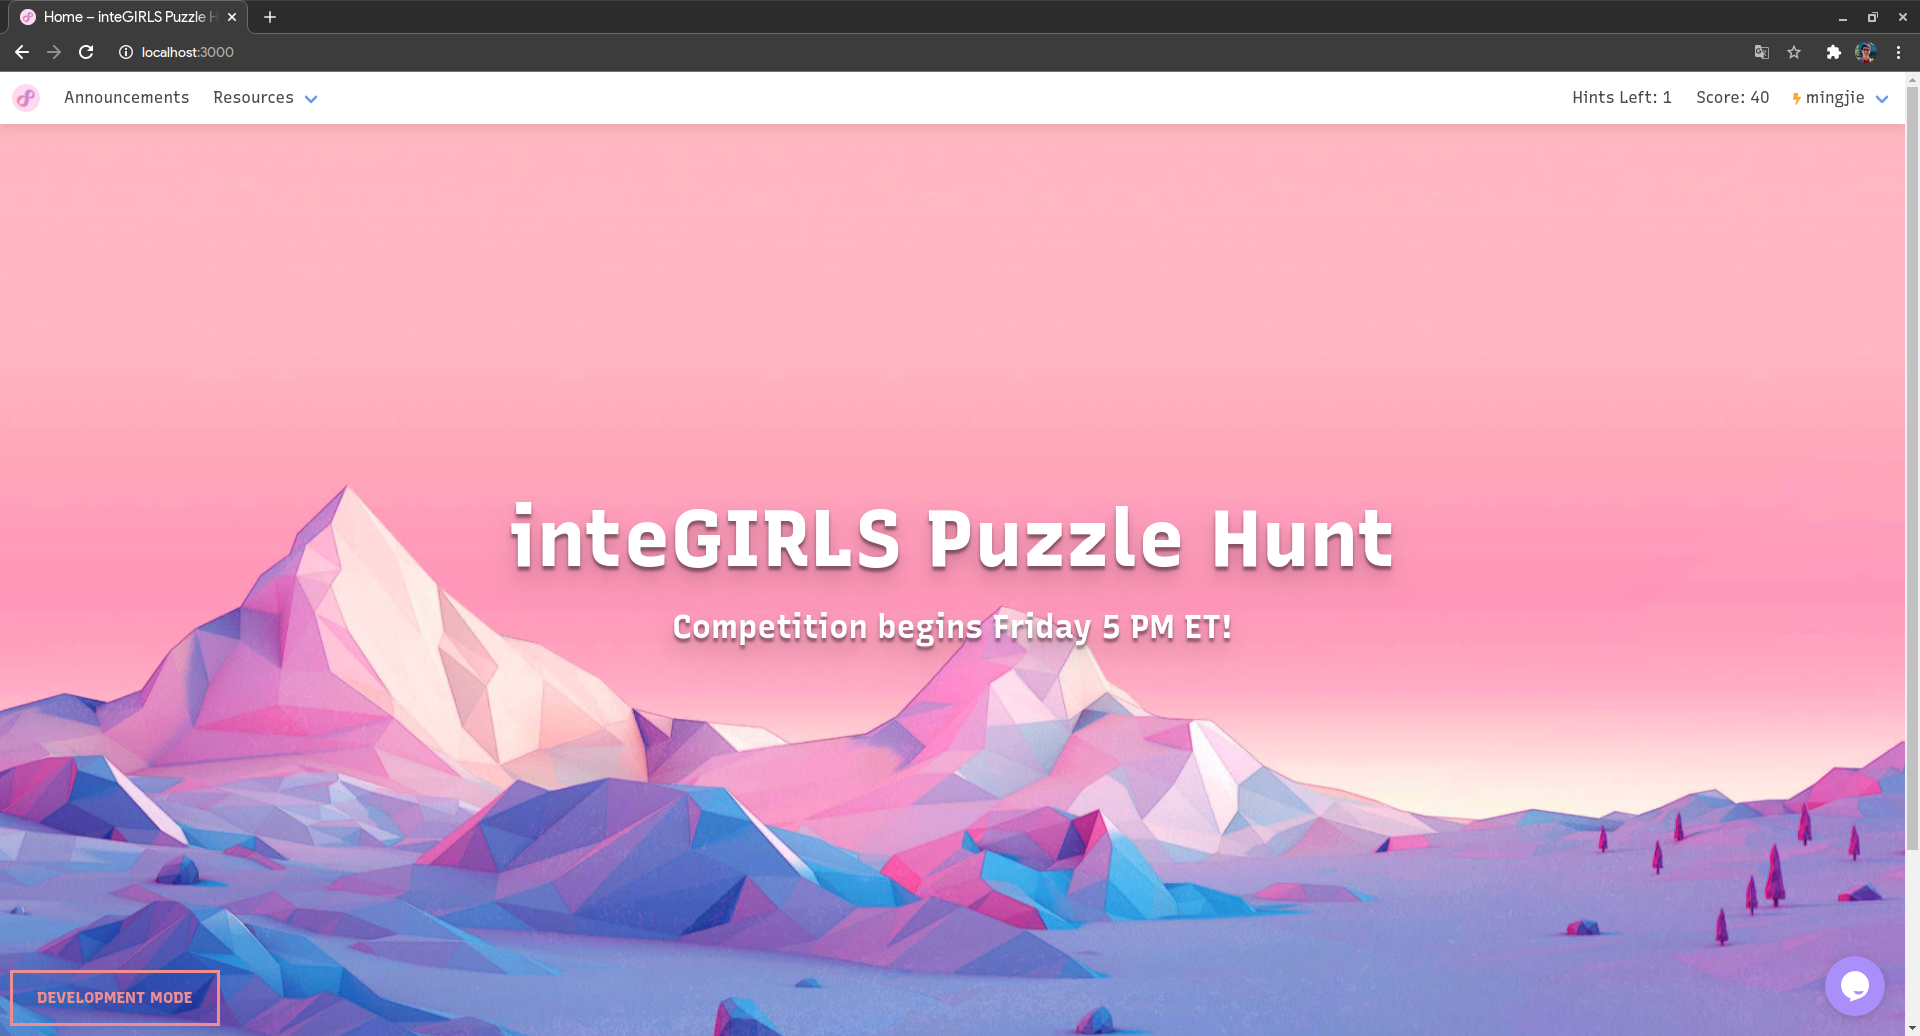 Home – inteGIRLS Puzzle H
localhost:3000
Announcements Resources Hints Left: 1 Score: 40 mingjie
inteGIRLS Puzzle Hunt
Competition begins Friday 5 PM ET!
DEVELOPMENT MODE